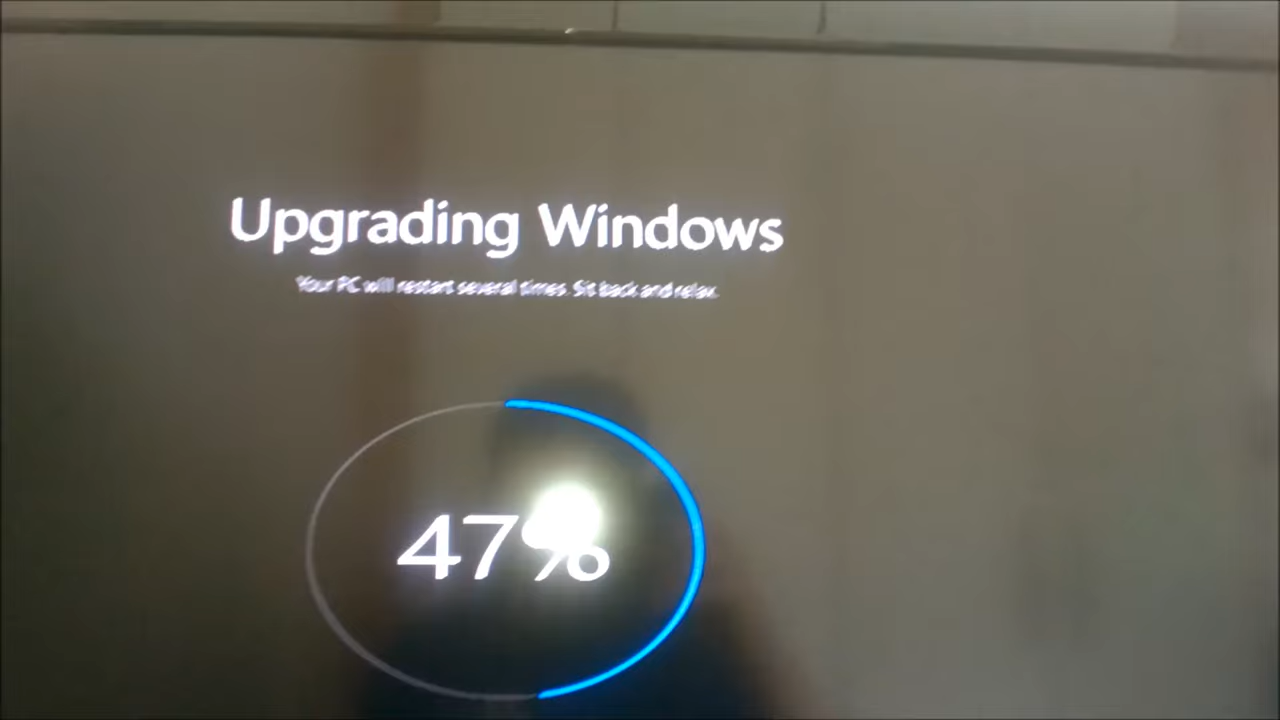 Upgrading Windows
Your PC will restart several times. Sit back and relax.
47%